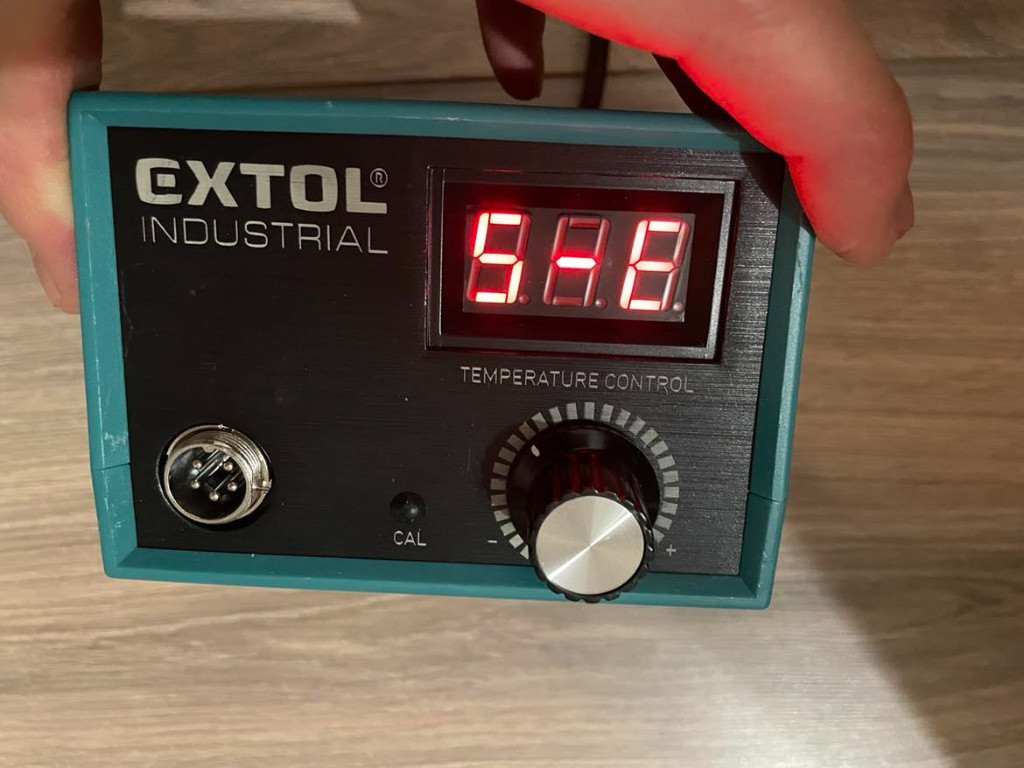 EXTOL®
INDUSTRIAL
S-E
TEMPERATURE CONTROL
CAL
- +